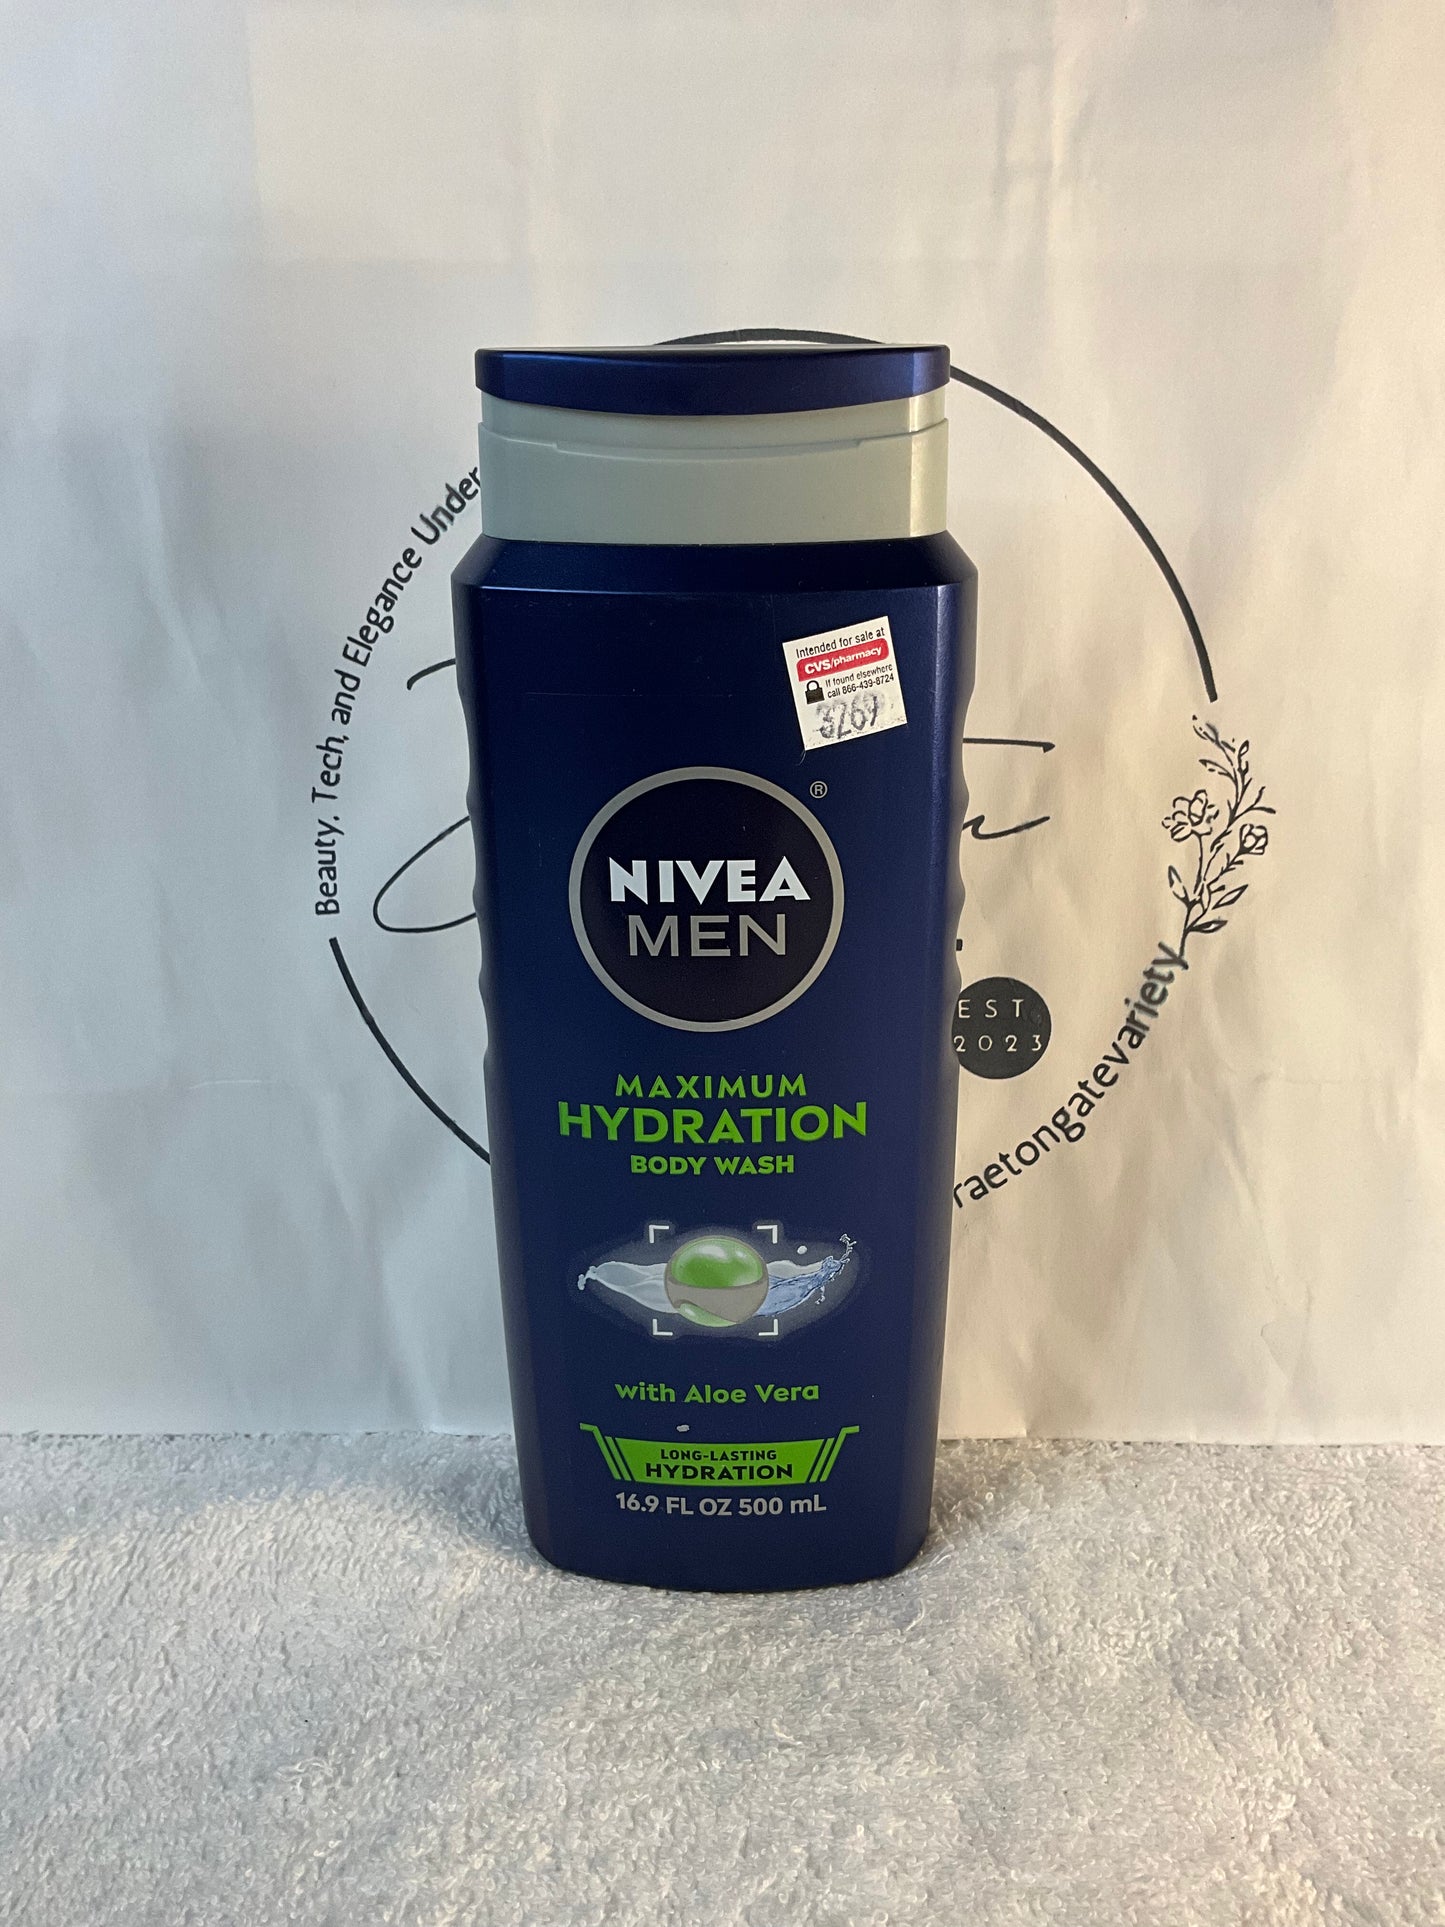 Beauty, Tech, and Elegance Under
Intended for sale at
CVS/pharmacy
If found elsewhere
call 866-439-8724
3269
®
NIVEA
MEN
EST.
2023
raetongatevariety
MAXIMUM
HYDRATION
BODY WASH
with Aloe Vera
LONG-LASTING
HYDRATION
16.9 FL OZ 500 mL